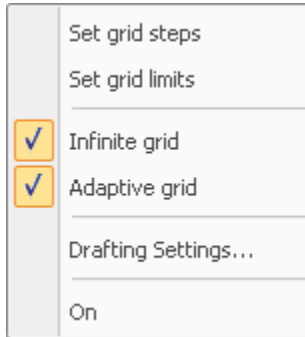 Set grid steps
Set grid limits
Infinite grid
Adaptive grid
Drafting Settings...
On